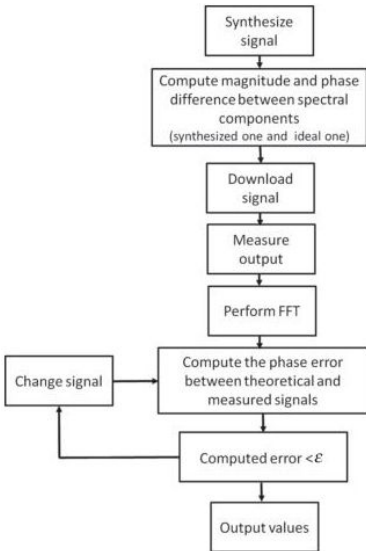 Synthesize
signal
Compute magnitude and phase
difference between spectral
components
(synthesized one and ideal one)
Download
signal
Measure
output
Perform FFT
Change signal
Compute the phase error
between theoretical and
measured signals
Computed error <ε
Output values